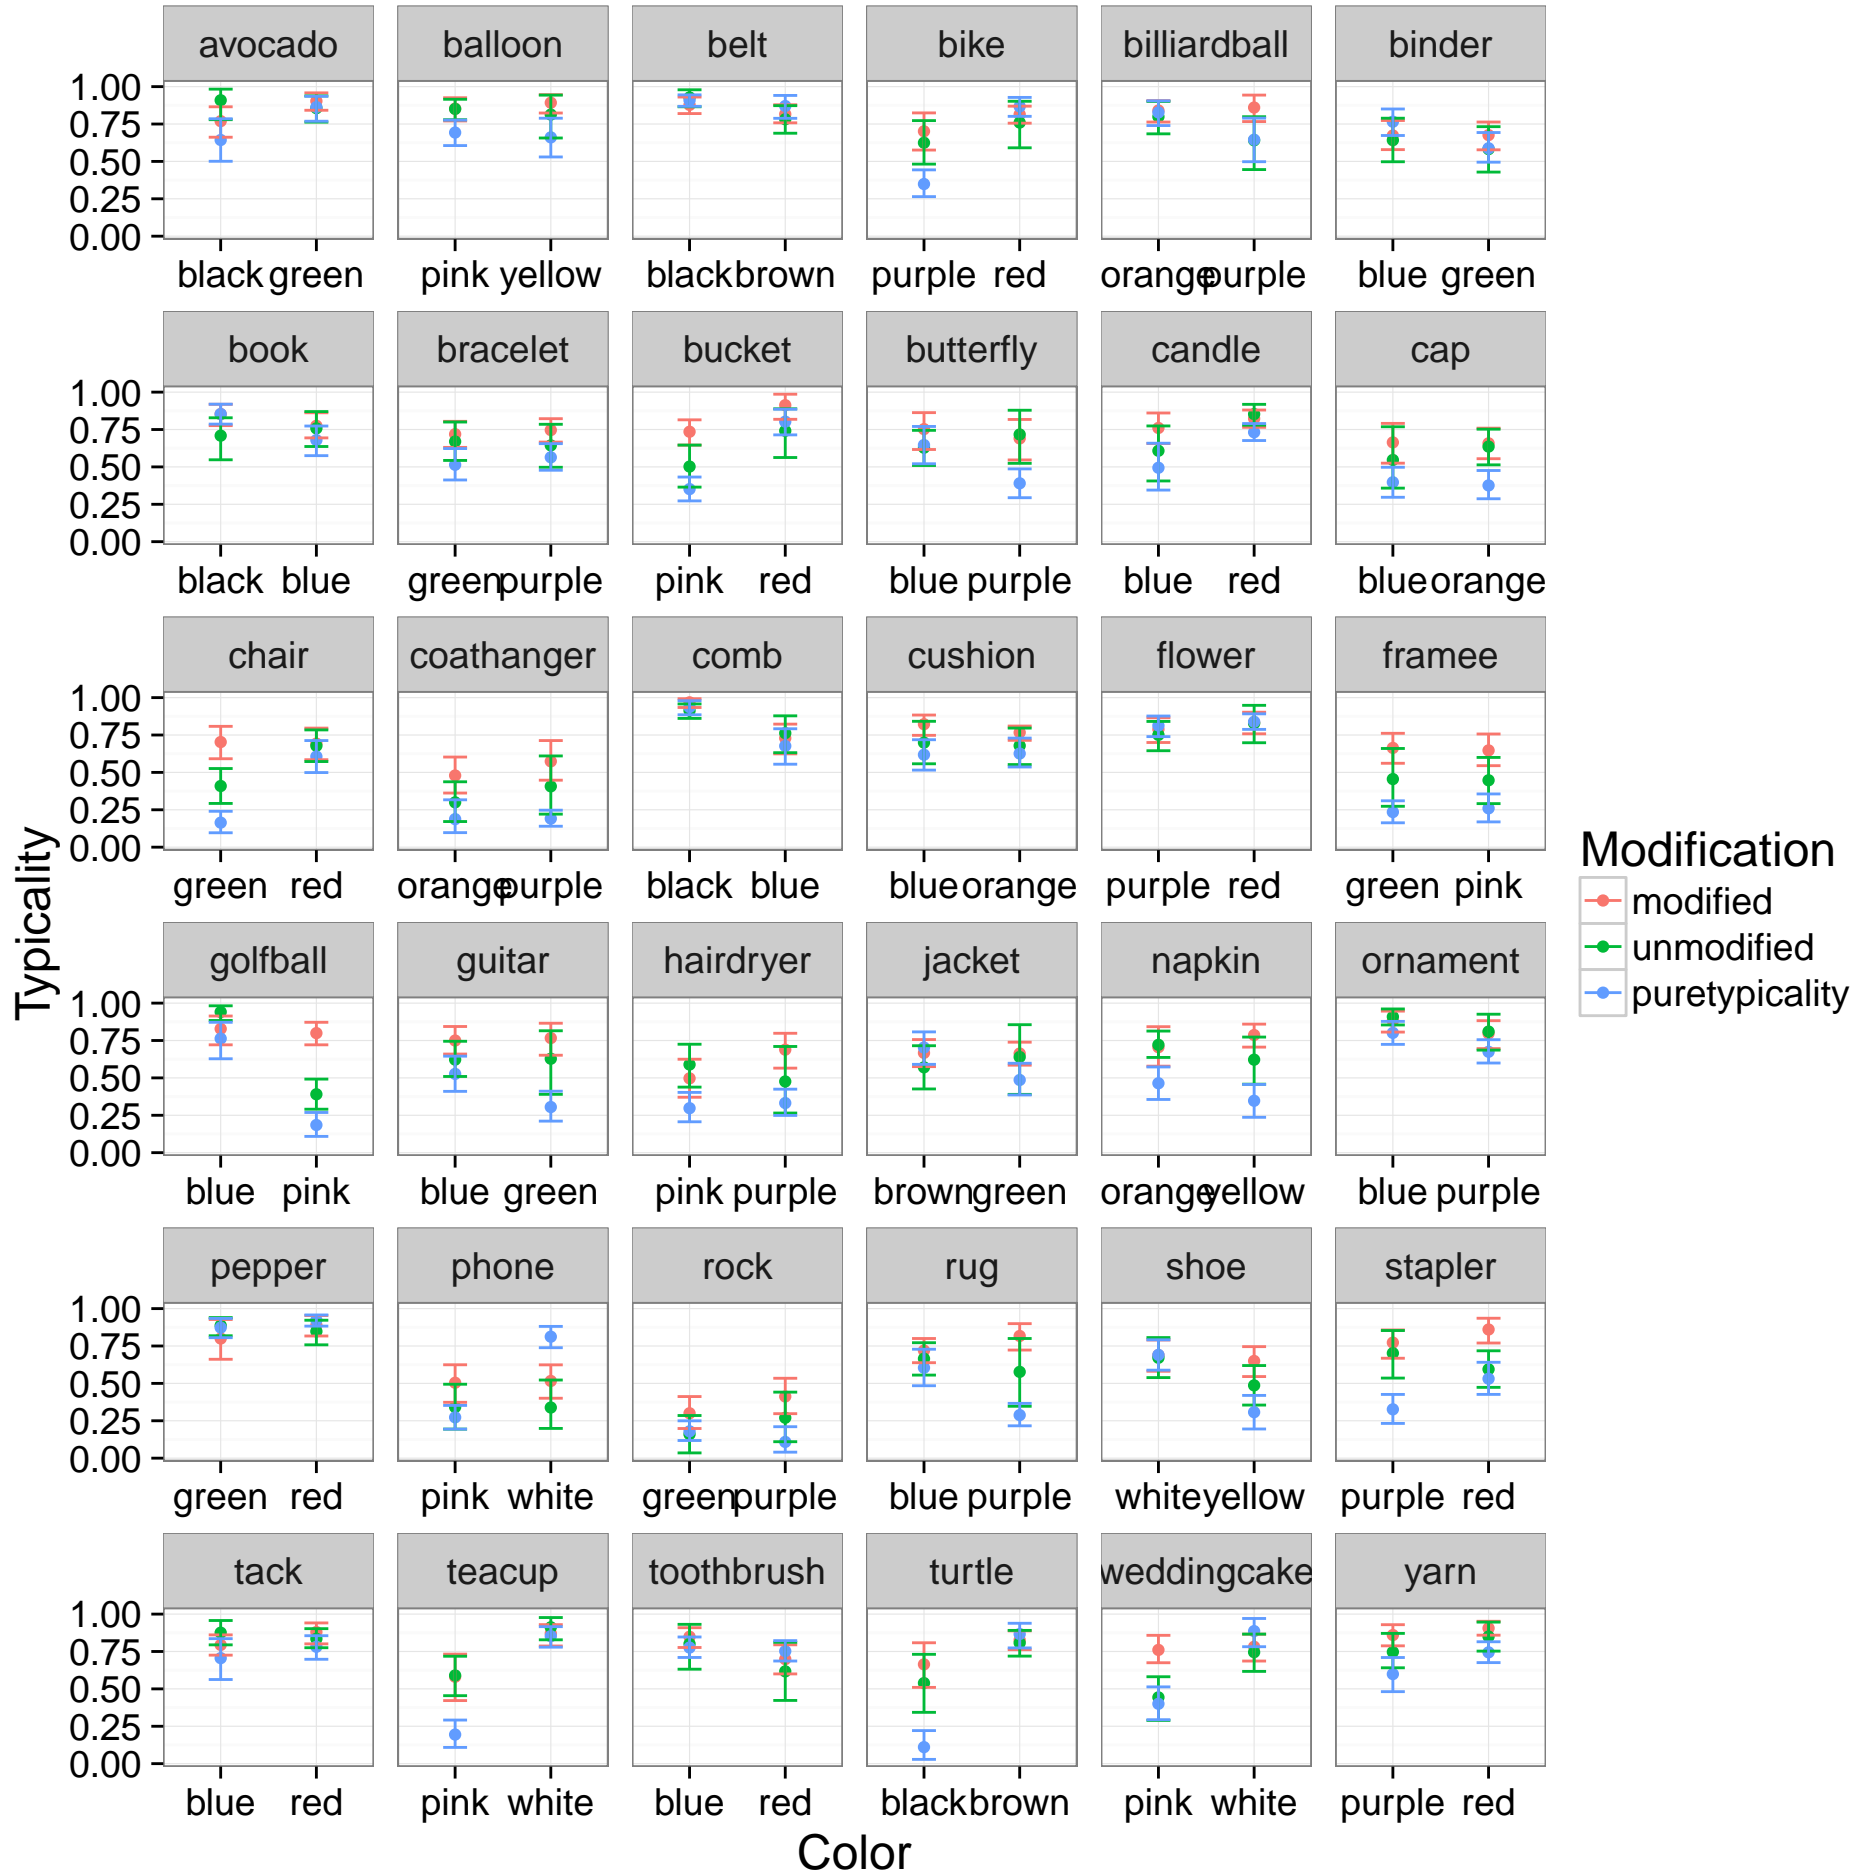 avocado balloon belt bike billiardball binder
1.00
0.75
0.50
0.25
0.00
black green pink yellow black brown purple red orange purple blue green
book bracelet bucket butterfly candle cap
1.00
0.75
0.50
0.25
0.00
black blue green purple pink red blue purple blue red blue orange
chair coathanger comb cushion flower framee
1.00
0.75
0.50
0.25
0.00
green red orange purple black blue blue orange purple red green pink
Typicality
Modification
modified
unmodified
puretypicality
golfball guitar hairdryer jacket napkin ornament
1.00
0.75
0.50
0.25
0.00
blue pink blue green pink purple brown green orange yellow blue purple
pepper phone rock rug shoe stapler
1.00
0.75
0.50
0.25
0.00
green red pink white green purple blue purple white yellow purple red
tack teacup toothbrush turtle weddingcake yarn
1.00
0.75
0.50
0.25
0.00
blue red pink white blue red black brown pink white purple red
Color